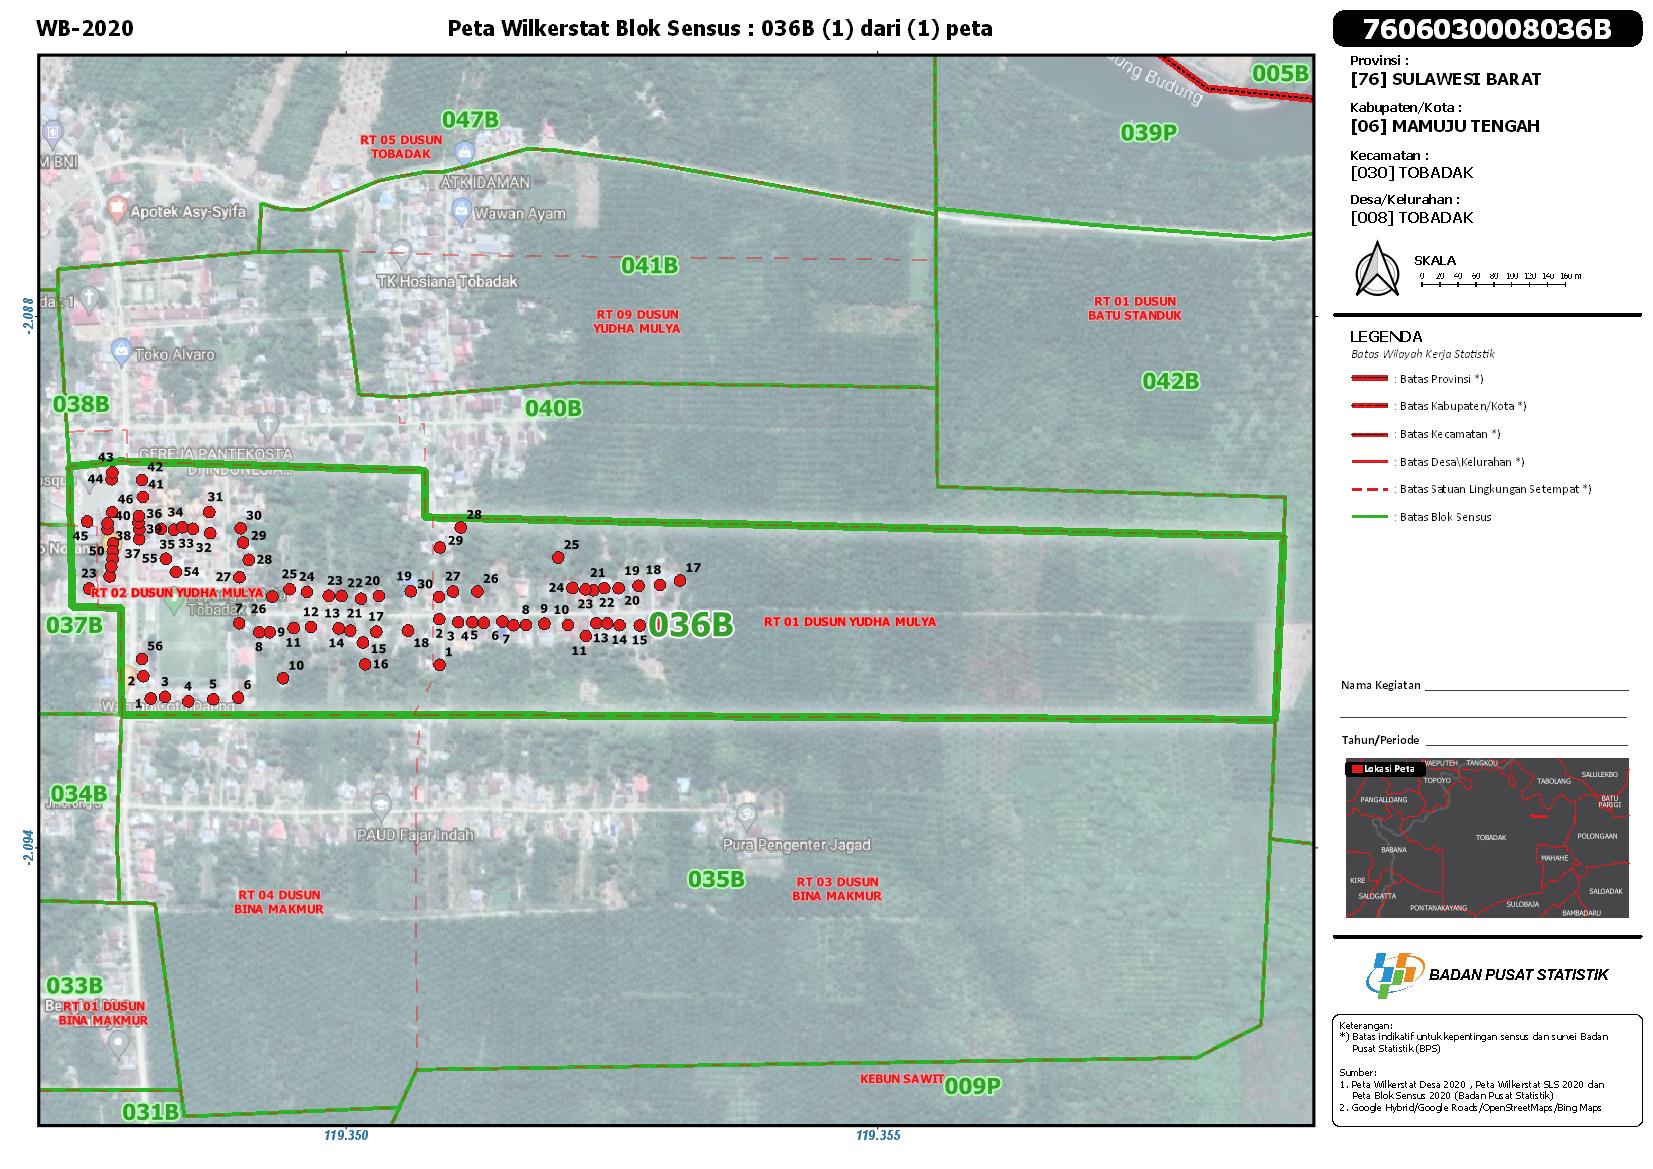 WB-2020
Peta Wilkerstat Blok Sensus : 036B (1) dari (1) peta
7606030008036B
Provinsi :
[76] SULAWESI BARAT
Kabupaten/Kota :
[06] MAMUJU TENGAH
Kecamatan :
[030] TOBADAK
Desa/Kelurahan :
[008] TOBADAK
SKALA
0 20 40 60 80 100 120 140 160 m
LEGENDA
Batas Wilayah Kerja Statistik
: Batas Provinsi *)
: Batas Kabupaten/Kota *)
: Batas Kecamatan *)
: Batas Desa\Kelurahan *)
: Batas Satuan Lingkungan Setempat *)
: Batas Blok Sensus
Nama Kegiatan
Tahun/Periode
Lokasi Peta
TANGKOU
TOPOYO
TABOLANG
SALULEKBO
PANGALLOANG
BATU
PARIGI
TOBADAK
POLONGAAN
BABANA
MAHAHE
KIRE
SALOGATTA
SALOADAK
PONTANAKAYANG
SULOBAJA
BAMBADARU
BADAN PUSAT STATISTIK
Keterangan:
*) Batas indikatif untuk kepentingan sensus dan survei Badan
Pusat Statistik (BPS)
Sumber:
1. Peta Wilkerstat Desa 2020 , Peta Wilkerstat SLS 2020 dan
Peta Blok Sensus 2020 (Badan Pusat Statistik)
2. Google Hybrid/Google Roads/OpenStreetMaps/Bing Maps
005B
ung Budung
047B
039P
RT 05 DUSUN
TOBADAK
M BNI
ATK IDAMAN
Apotek Asy-Syifa
Wawan Ayam
041B
TK Hosiana Tobadak
dak 1
RT 09 DUSUN
YUDHA MULYA
RT 01 DUSUN
BATU STANDUK
-2.088
Toko Alvaro
042B
038B
040B
GEREJA PANTEKOSTA
DI INDONESIA...
43
44
42
41
46
31
45
40
36
34
30
28
39
38
50
37
35
33
32
29
29
25
55
28
54
23
27
25 24
23 22 20
19
30
27
26
24
21
19 18
17
23 22
20
RT 02 DUSUN YUDHA MULYA
Tobadak
037B
7
26
12
13 21
17
2
3 4 5
6 7
8 9 10
036B
RT 01 DUSUN YUDHA MULYA
8
9
11
14
15
18
11
13 14 15
56
1
16
10
2
3
4
5
6
1
034B
-2.094
PAUD Fajar Indah
Pura Pengenter Jagad
035B
RT 04 DUSUN
BINA MAKMUR
RT 03 DUSUN
BINA MAKMUR
033B
RT 01 DUSUN
BINA MAKMUR
KEBUN SAWIT
009P
031B
119.350
119.355